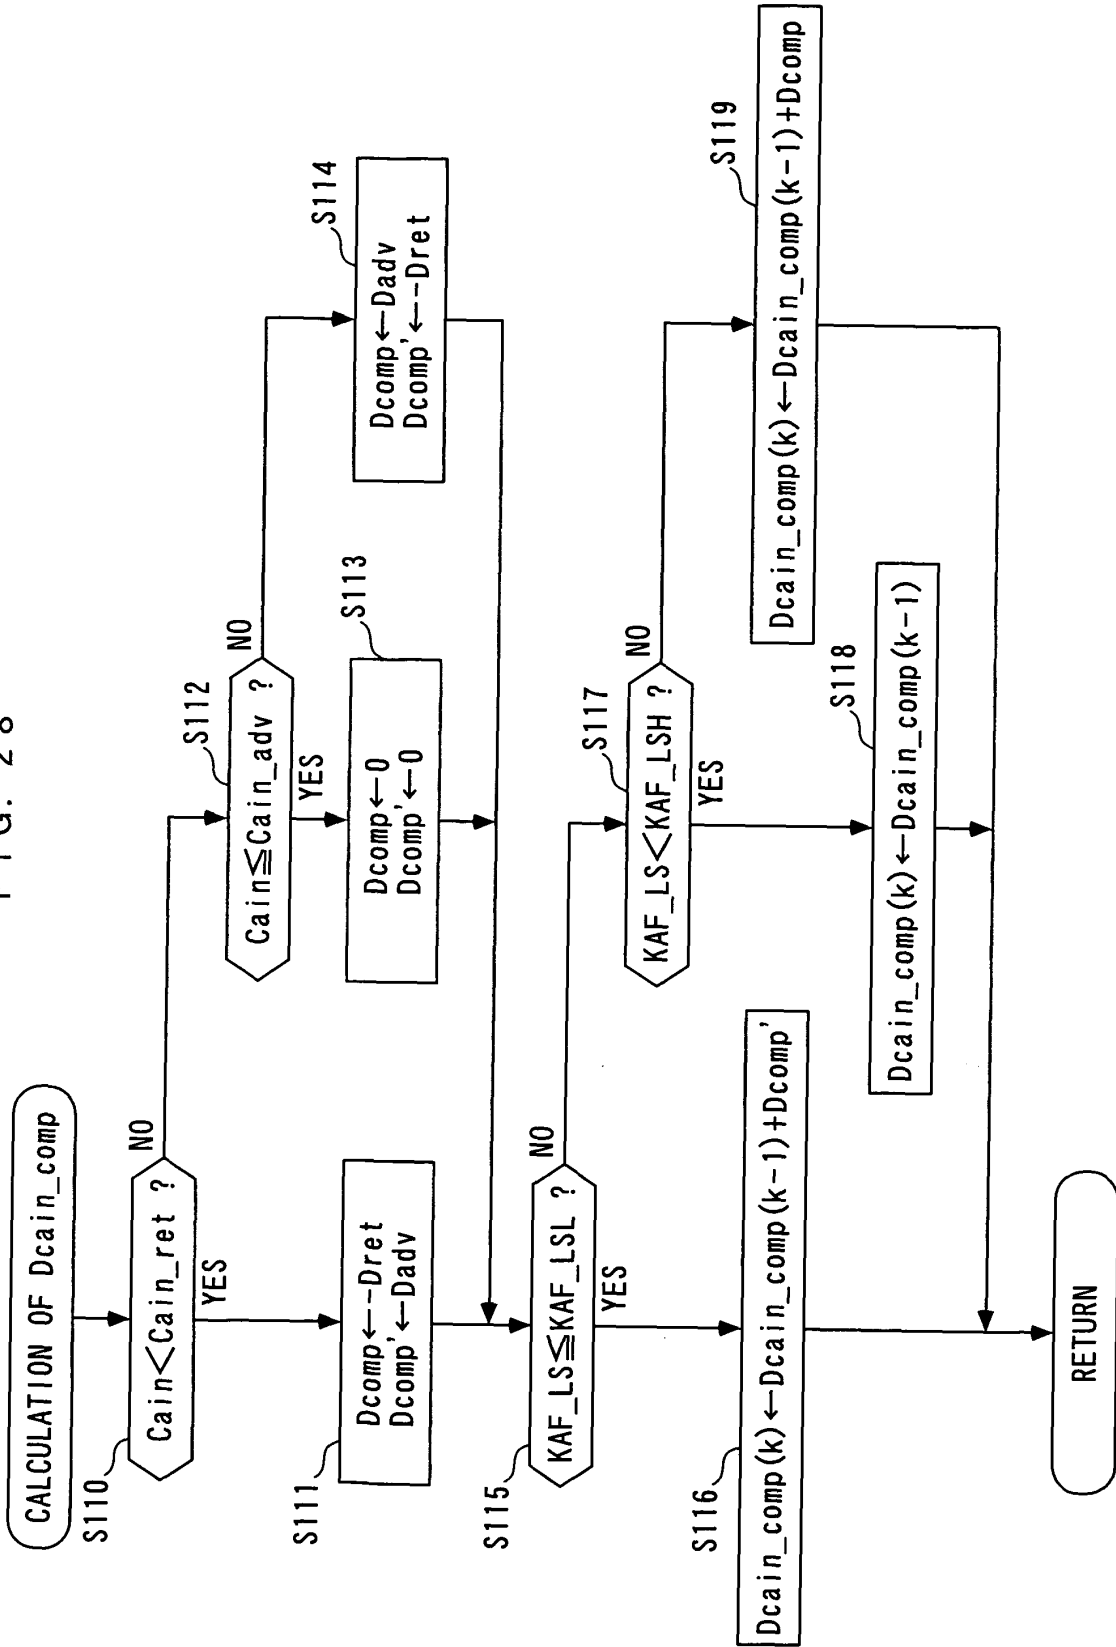 FIG. 28
CALCULATION OF Dcain_comp
S110
Cain<Cain_ret ?
NO
YES
S112
Cain≦Cain_adv ?
NO
YES
S111
Dcomp←-Dret
Dcomp'←Dadv
S113
Dcomp←0
Dcomp'←0
S114
Dcomp←Dadv
Dcomp'←-Dret
S115
KAF_LS≦KAF_LSL ?
NO
YES
S117
KAF_LS<KAF_LSH ?
NO
YES
S116
Dcain_comp(k)←Dcain_comp(k-1)+Dcomp'
S118
Dcain_comp(k)←Dcain_comp(k-1)
S119
Dcain_comp(k)←Dcain_comp(k-1)+Dcomp
RETURN